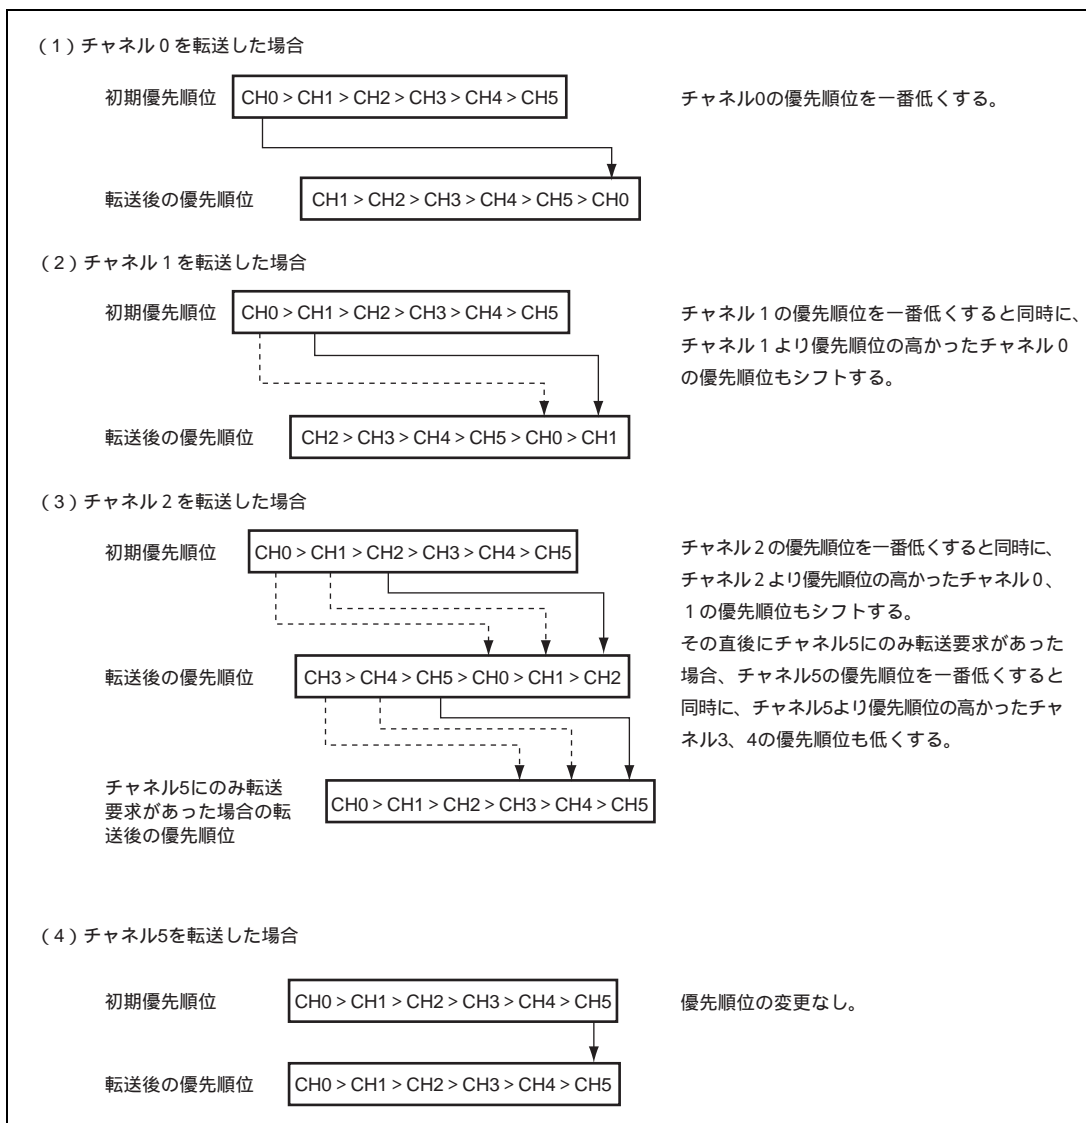 (1)チャネル0を転送した場合
初期優先順位
CH0 > CH1 > CH2 > CH3 > CH4 > CH5
チャネル0の優先順位を一番低くする。
転送後の優先順位
CH1 > CH2 > CH3 > CH4 > CH5 > CH0
(2)チャネル1を転送した場合
初期優先順位
CH0 > CH1 > CH2 > CH3 > CH4 > CH5
チャネル1の優先順位を一番低くすると同時に、
チャネル1より優先順位の高かったチャネル0
の優先順位もシフトする。
転送後の優先順位
CH2 > CH3 > CH4 > CH5 > CH0 > CH1
(3)チャネル2を転送した場合
初期優先順位
CH0 > CH1 > CH2 > CH3 > CH4 > CH5
チャネル2の優先順位を一番低くすると同時に、
チャネル2より優先順位の高かったチャネル0、
1の優先順位もシフトする。
その直後にチャネル5にのみ転送要求があった
場合、チャネル5の優先順位を一番低くすると
同時に、チャネル5より優先順位の高かったチャ
ネル3、4の優先順位も低くする。
転送後の優先順位
CH3 > CH4 > CH5 > CH0 > CH1 > CH2
チャネル5にのみ転送
要求があった場合の転
送後の優先順位
CH0 > CH1 > CH2 > CH3 > CH4 > CH5
(4)チャネル5を転送した場合
初期優先順位
CH0 > CH1 > CH2 > CH3 > CH4 > CH5
優先順位の変更なし。
転送後の優先順位
CH0 > CH1 > CH2 > CH3 > CH4 > CH5